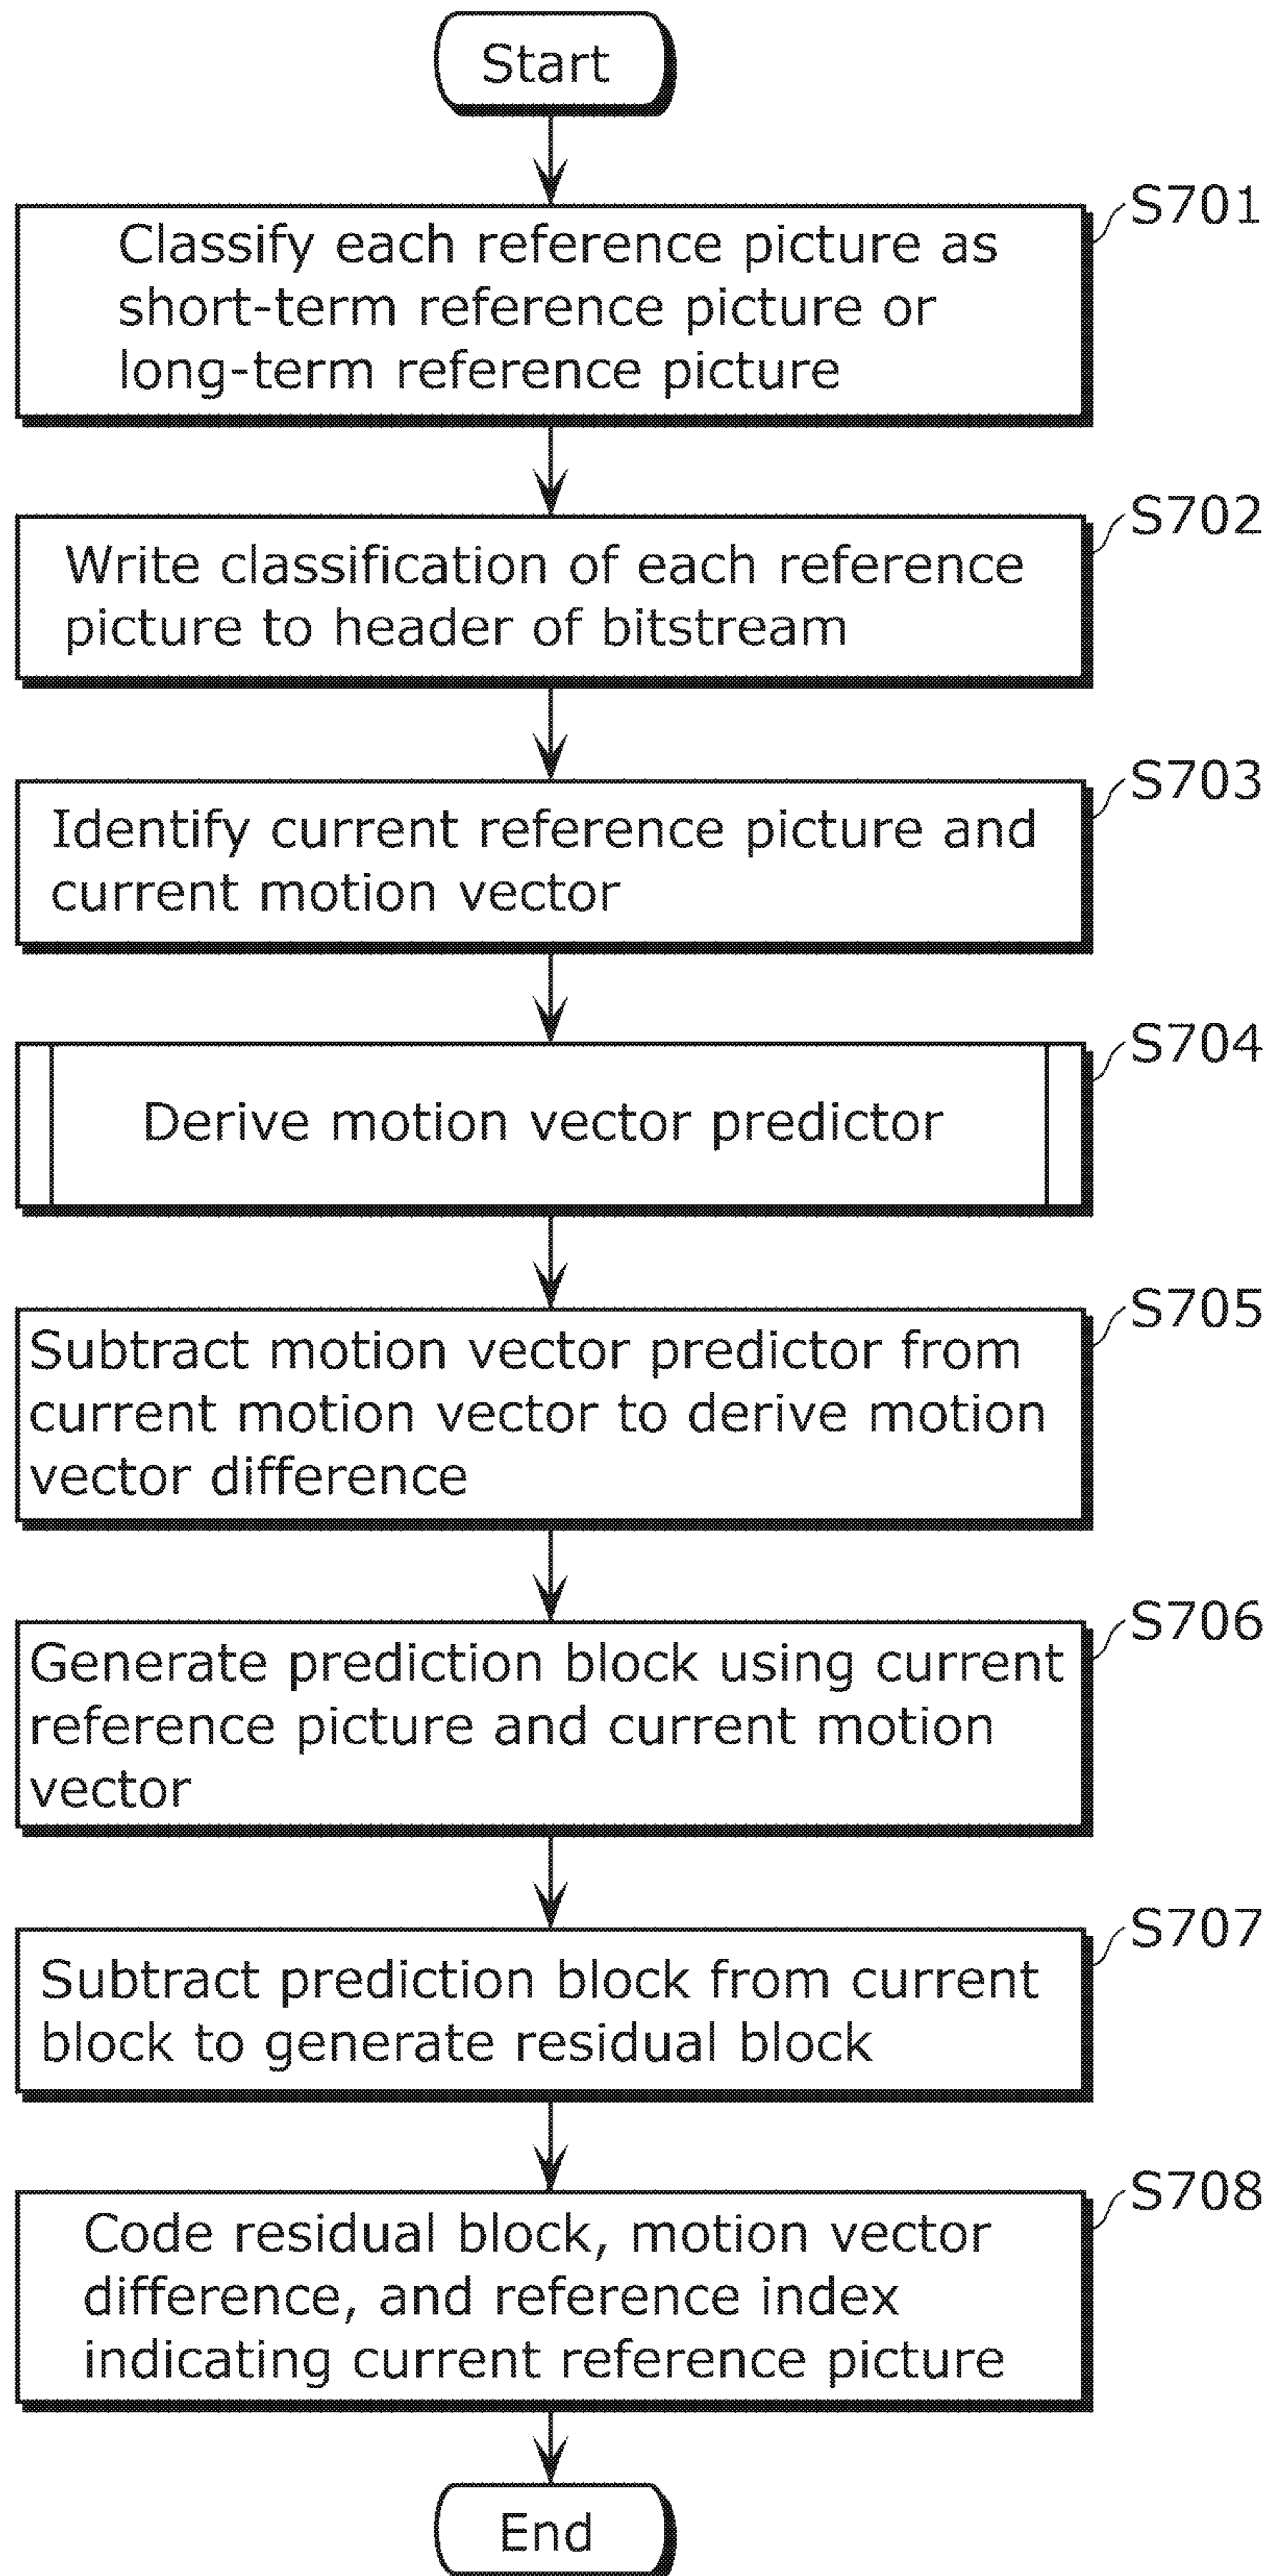 Start
S701
Classify each reference picture as
short-term reference picture or
long-term reference picture
S702
Write classification of each reference
picture to header of bitstream
S703
Identify current reference picture and
current motion vector
S704
Derive motion vector predictor
S705
Subtract motion vector predictor from
current motion vector to derive motion
vector difference
S706
Generate prediction block using current
reference picture and current motion
vector
S707
Subtract prediction block from current
block to generate residual block
S708
Code residual block, motion vector
difference, and reference index
indicating current reference picture
End